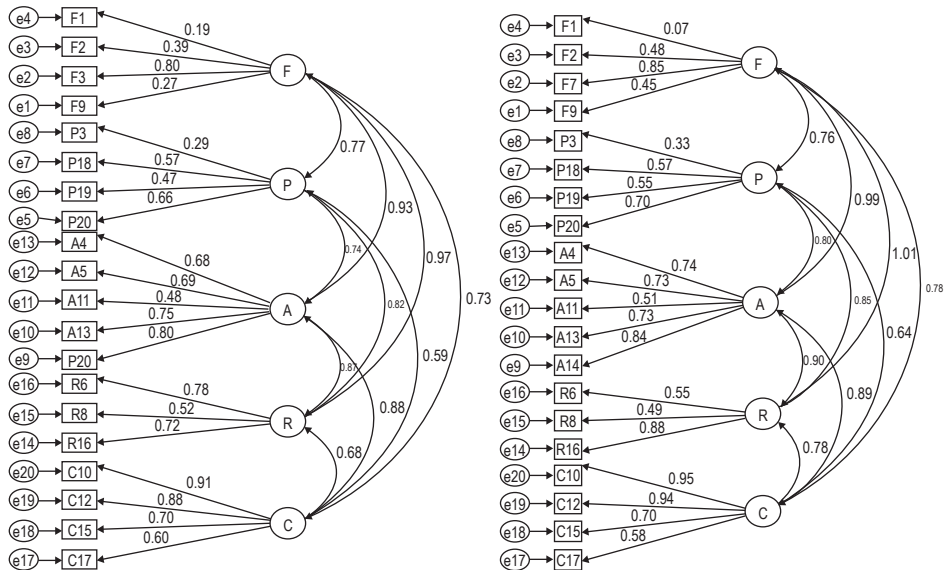 e4 F1
0.19
e3 F2
0.39
e2 F3
0.80
F
e1 F9
0.27
e8 P3
0.29
0.77
e7 P18
0.57
e6 P19
0.47
P
e5 P20
0.66
0.93
e13 A4
0.74
0.97
0.68
e12 A5
0.69
e11 A11
0.48
A
0.82
0.73
e10 A13
0.75
e9 P20
0.80
0.59
e16 R6
0.87
0.78
e15 R8
0.52
R
0.88
e14 R16
0.72
0.68
e20 C10
0.91
e19 C12
0.88
e18 C15
0.70
C
e17 C17
0.60
e4 F1
0.07
e3 F2
0.48
e2 F7
0.85
F
e1 F9
0.45
e8 P3
0.33
0.76
e7 P18
0.57
e6 P19
0.55
P
e5 P20
0.70
0.99
e13 A4
0.80
1.01
0.74
e12 A5
0.73
e11 A11
0.51
A
0.85
0.78
e10 A13
0.73
e9 A14
0.84
0.64
e16 R6
0.90
0.55
e15 R8
0.49
R
0.89
e14 R16
0.88
0.78
e20 C10
0.95
e19 C12
0.94
e18 C15
0.70
C
e17 C17
0.58